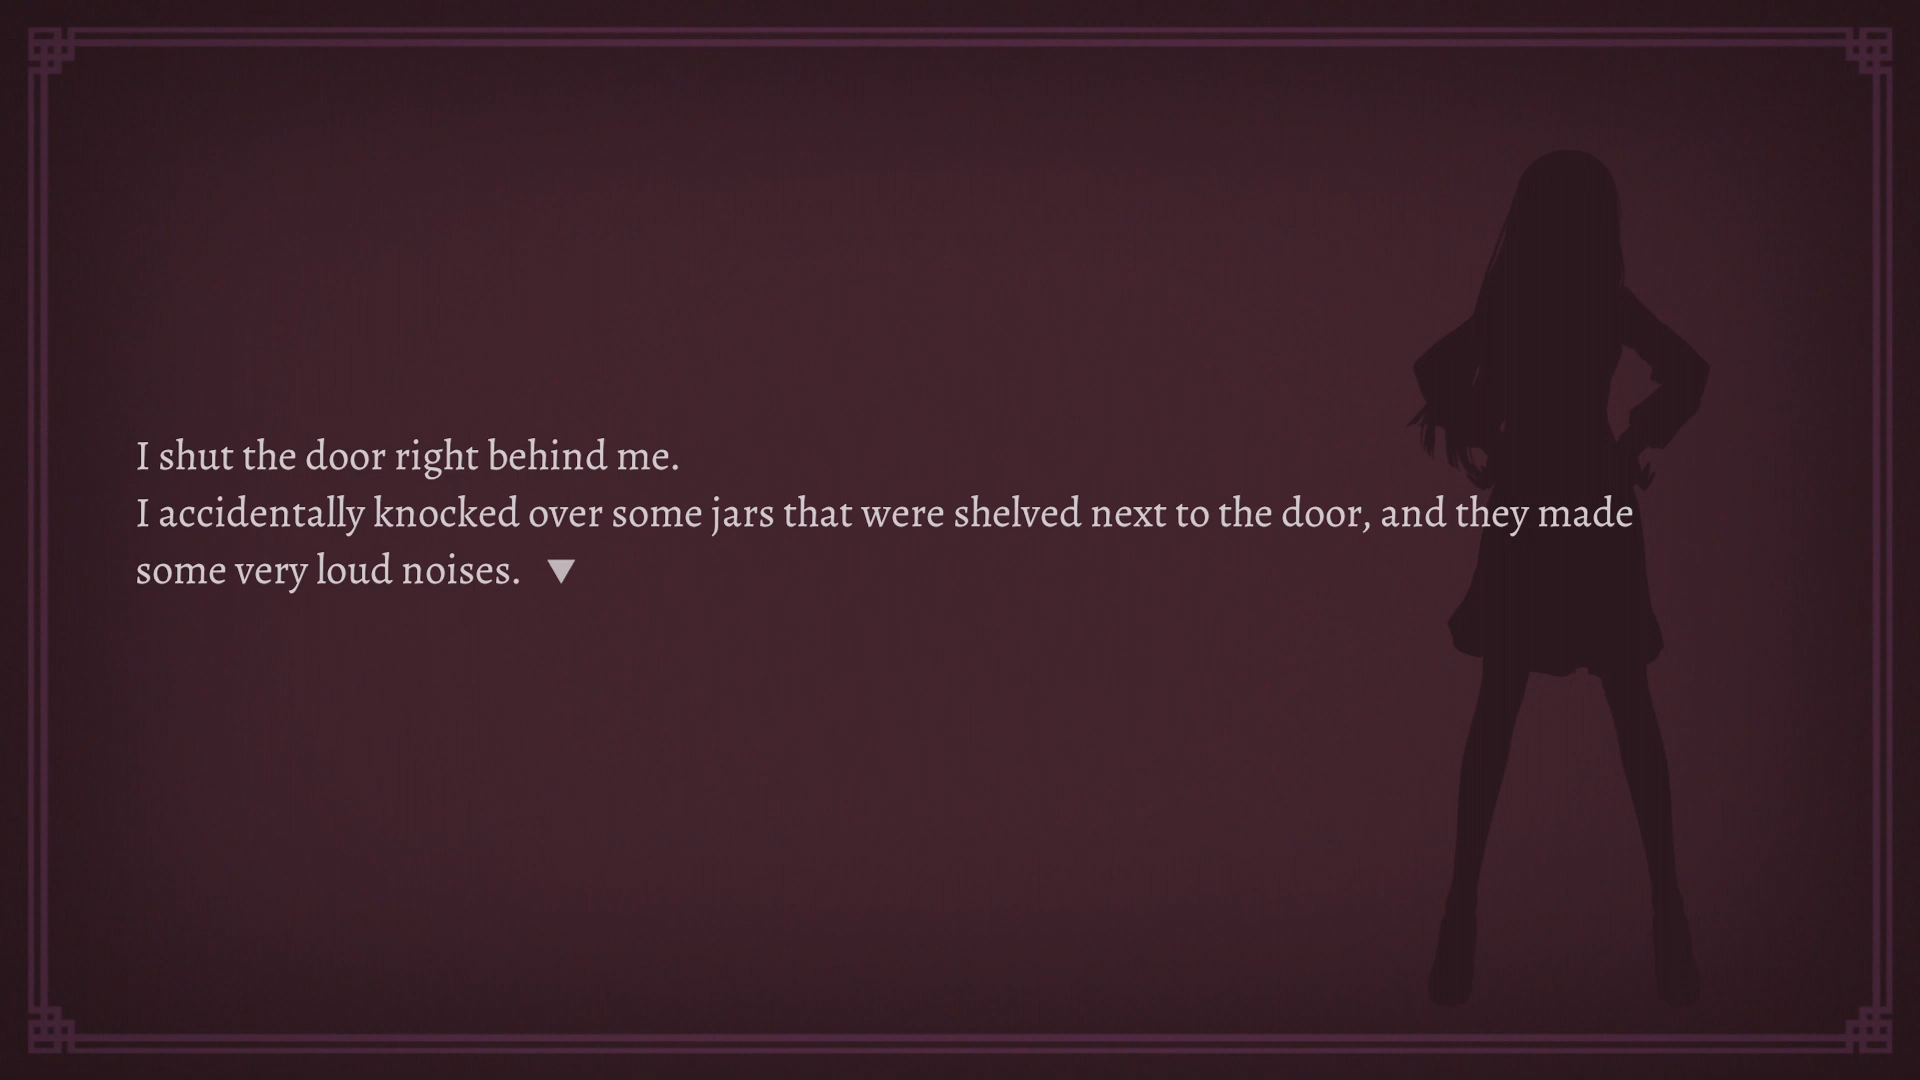 I shut the door right behind me.
I accidentally knocked over some jars that were shelved next to the door, and they made
some very loud noises.